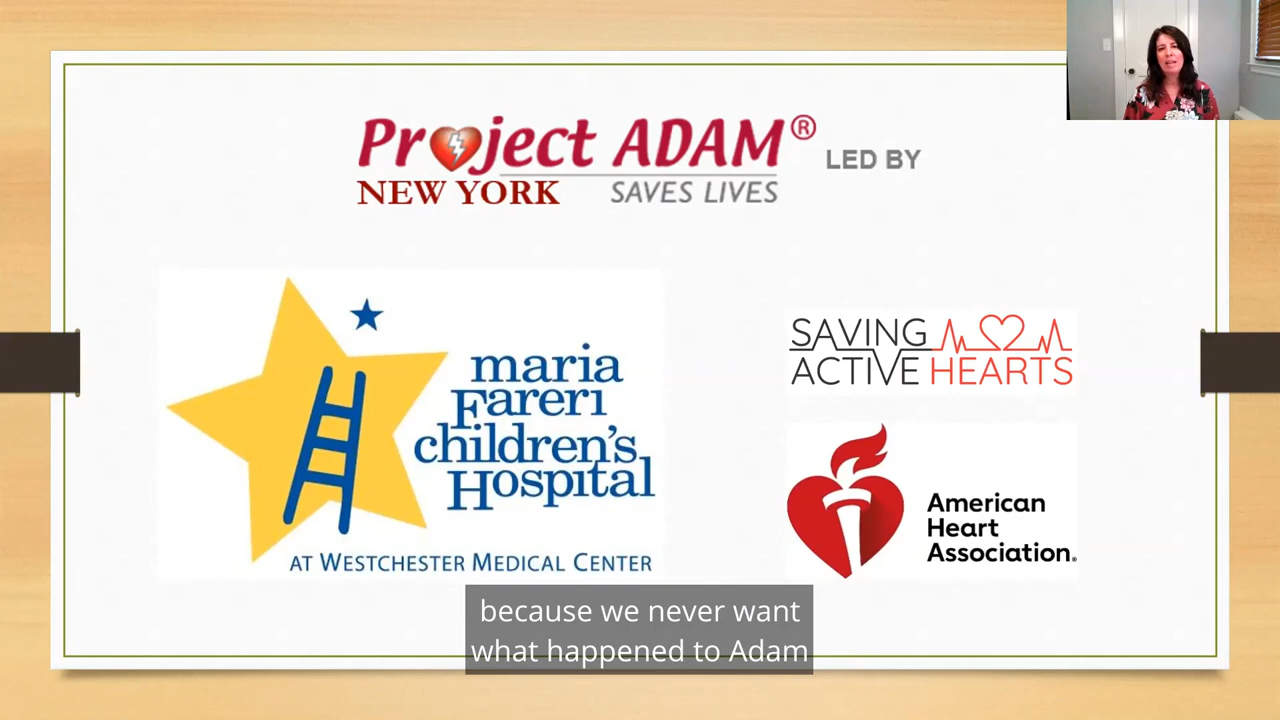 Project ADAM®
LED BY
NEW YORK SAVES LIVES
maria
Fareri
children's
Hospital
AT WESTCHESTER MEDICAL CENTER
SAVING
ACTIVE HEARTS
American
Heart
Association.
because we never want
what happened to Adam